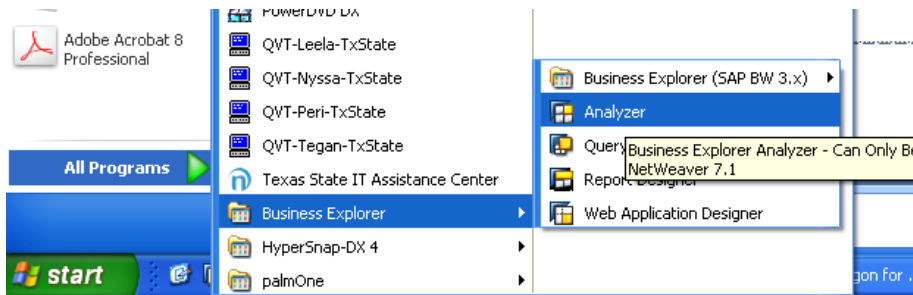 PowerDVD DX
Adobe Acrobat 8
Professional
QVT-Leela-TxState
QVT-Nyssa-TxState
QVT-Peri-TxState
QVT-Tegan-TxState
Texas State IT Assistance Center
Business Explorer
HyperSnap-DX 4
palmOne
Business Explorer (SAP BW 3.x)
Analyzer
Query
Business Explorer Analyzer - Can Only Be
NetWeaver 7.1
Report Designer
Web Application Designer
All Programs
start
gon for